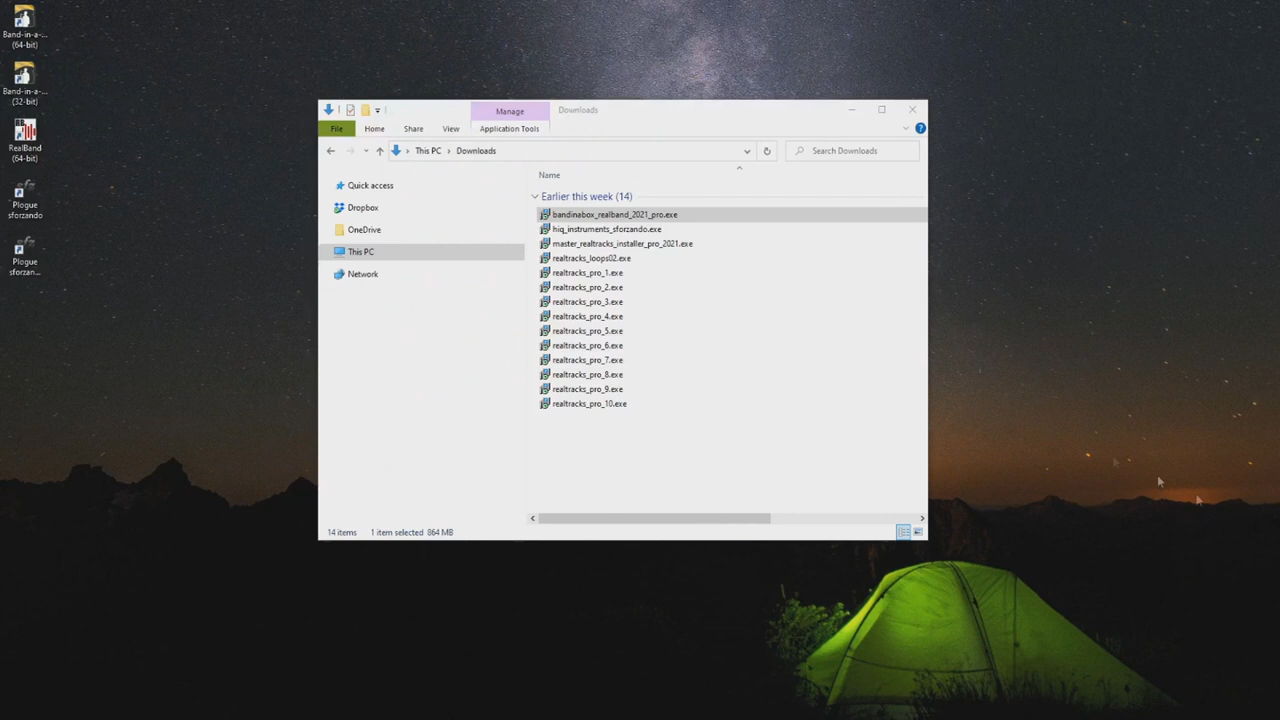 Band-in-a-...
(64-bit)
Band-in-a-...
(32-bit)
RealBand
(64-bit)
Plogue
sforzando
Plogue
sforzan...
Manage
Downloads
File
Home
Share
View
Application Tools
This PC
Downloads
Search Downloads
Quick access
Dropbox
OneDrive
This PC
Network
Name
Earlier this week (14)
bandinabox_realband_2021_pro.exe
hiq_instruments_sforzando.exe
master_realtracks_installer_pro_2021.exe
realtracks_loops02.exe
realtracks_pro_1.exe
realtracks_pro_2.exe
realtracks_pro_3.exe
realtracks_pro_4.exe
realtracks_pro_5.exe
realtracks_pro_6.exe
realtracks_pro_7.exe
realtracks_pro_8.exe
realtracks_pro_9.exe
realtracks_pro_10.exe
14 items
1 item selected 864 MB